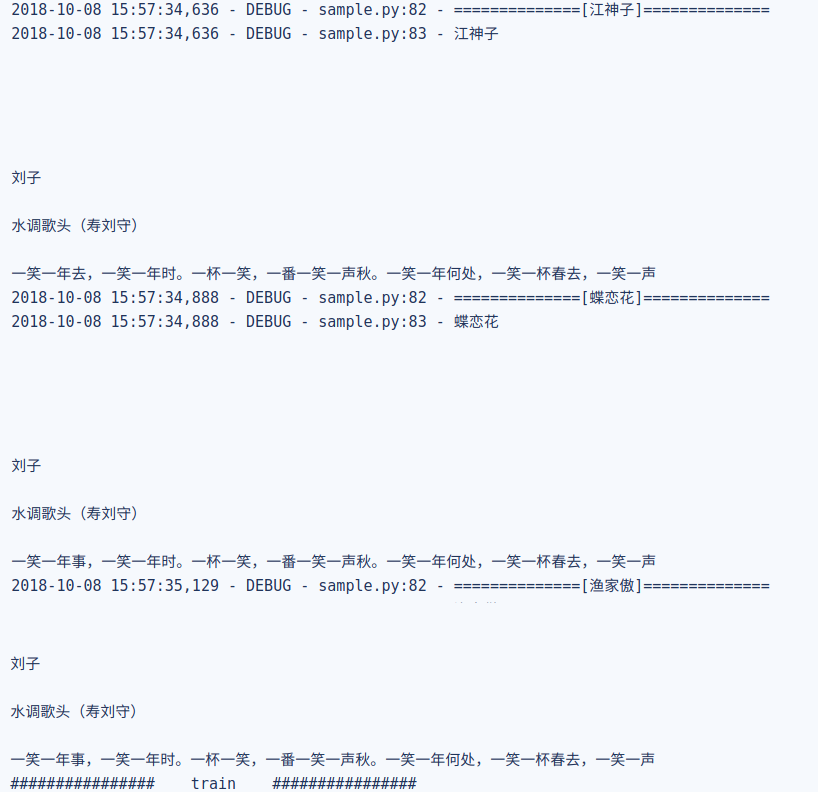 2018-10-08 15:57:34,636 - DEBUG - sample.py:82 - ==============[江神子]==============
2018-10-08 15:57:34,636 - DEBUG - sample.py:83 - 江神子
刘子
水调歌头（寿刘守）
一笑一年去，一笑一年时。一杯一笑，一番一笑一声秋。一笑一年何处，一笑一杯春去，一笑一声
2018-10-08 15:57:34,888 - DEBUG - sample.py:82 - ==============[蝶恋花]==============
2018-10-08 15:57:34,888 - DEBUG - sample.py:83 - 蝶恋花
刘子
水调歌头（寿刘守）
一笑一年事，一笑一年时。一杯一笑，一番一笑一声秋。一笑一年何处，一笑一杯春去，一笑一声
2018-10-08 15:57:35,129 - DEBUG - sample.py:82 - ==============[渔家傲]==============
刘子
水调歌头（寿刘守）
一笑一年事，一笑一年时。一杯一笑，一番一笑一声秋。一笑一年何处，一笑一杯春去，一笑一声
################    train    ################